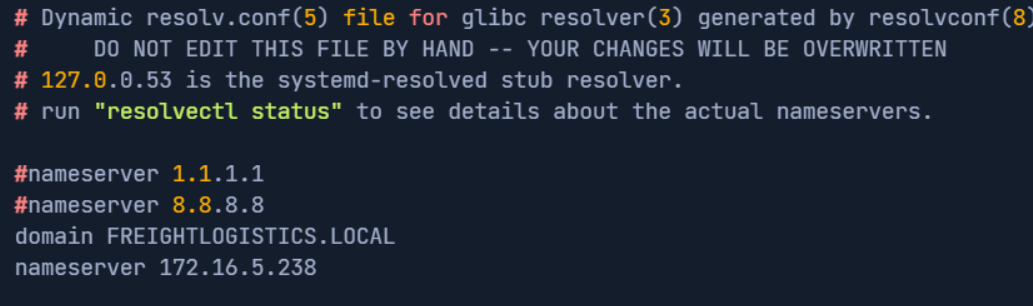 # Dynamic resolv.conf(5) file for glibc resolver(3) generated by resolvconf(8)
#     DO NOT EDIT THIS FILE BY HAND -- YOUR CHANGES WILL BE OVERWRITTEN
# 127.0.0.53 is the systemd-resolved stub resolver.
# run "resolvectl status" to see details about the actual nameservers.
#nameserver 1.1.1.1
#nameserver 8.8.8.8
domain FREIGHTLOGISTICS.LOCAL
nameserver 172.16.5.238